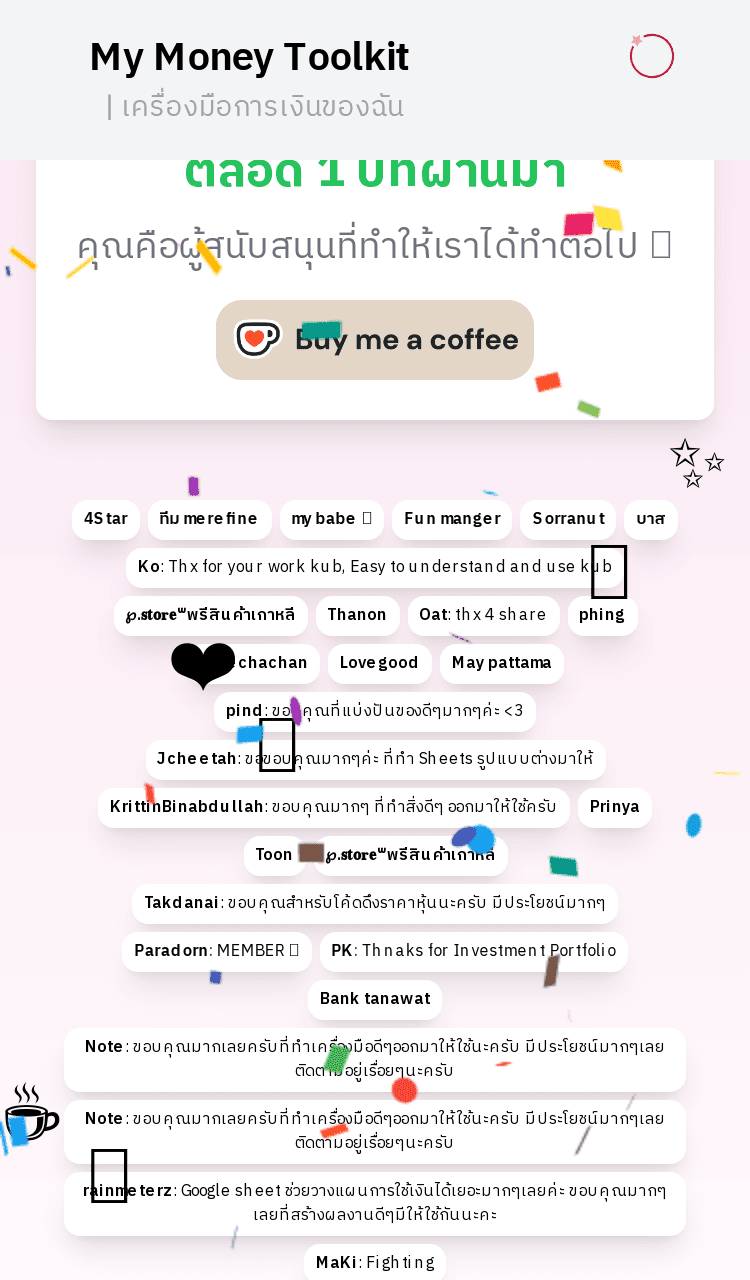 My Money Toolkit
| เครื่องมือการเงินของฉัน
ตลอด 1 ปีที่ผ่านมา
คุณคือผู้สนับสนุนที่ทำให้เราได้ทำต่อไป
Buy me a coffee
4Star
ทีม merefine
my babe
Fun manger
Sorranut
บาส
Ko: Thx for your work kub, Easy to understand and use kub
℘.𝖘𝖙𝖔𝖗𝖊พรีสินค้าเกาหลี
Thanon
Oat: thx 4 share
phing
chachan
Lovegood
May pattama
pind: ขอบคุณที่แบ่งปันของดีๆมากๆค่ะ <3
Jcheetah: ขอบคุณมากๆค่ะ ที่ทำ Sheets รูปแบบต่างมาให้
KrittinBinabdullah: ขอบคุณมากๆ ที่ทำสิ่งดีๆ ออกมาให้ใช้ครับ
Prinya
Toon
℘.𝖘𝖙𝖔𝖗𝖊พรีสินค้าเกาหลี
Takdanai: ขอบคุณสำหรับโค้ดดึงราคาหุ้นนะครับ มีประโยชน์มากๆ
Paradorn: MEMBER
PK: Thnaks for Investment Portfolio
Bank tanawat
Note: ขอบคุณมากเลยครับที่ทำเครื่องมือดีๆออกมาให้ใช้นะครับ มีประโยชน์มากๆเลย
ติดตามอยู่เรื่อยๆนะครับ
Note: ขอบคุณมากเลยครับที่ทำเครื่องมือดีๆออกมาให้ใช้นะครับ มีประโยชน์มากๆเลย
ติดตามอยู่เรื่อยๆนะครับ
rainmeterz: Google sheet ช่วยวางแผนการใช้เงินได้เยอะมากๆเลยค่ะ ขอบคุณมากๆ
เลยที่สร้างผลงานดีๆมีให้ใช้กันนะคะ
MaKi: Fighting